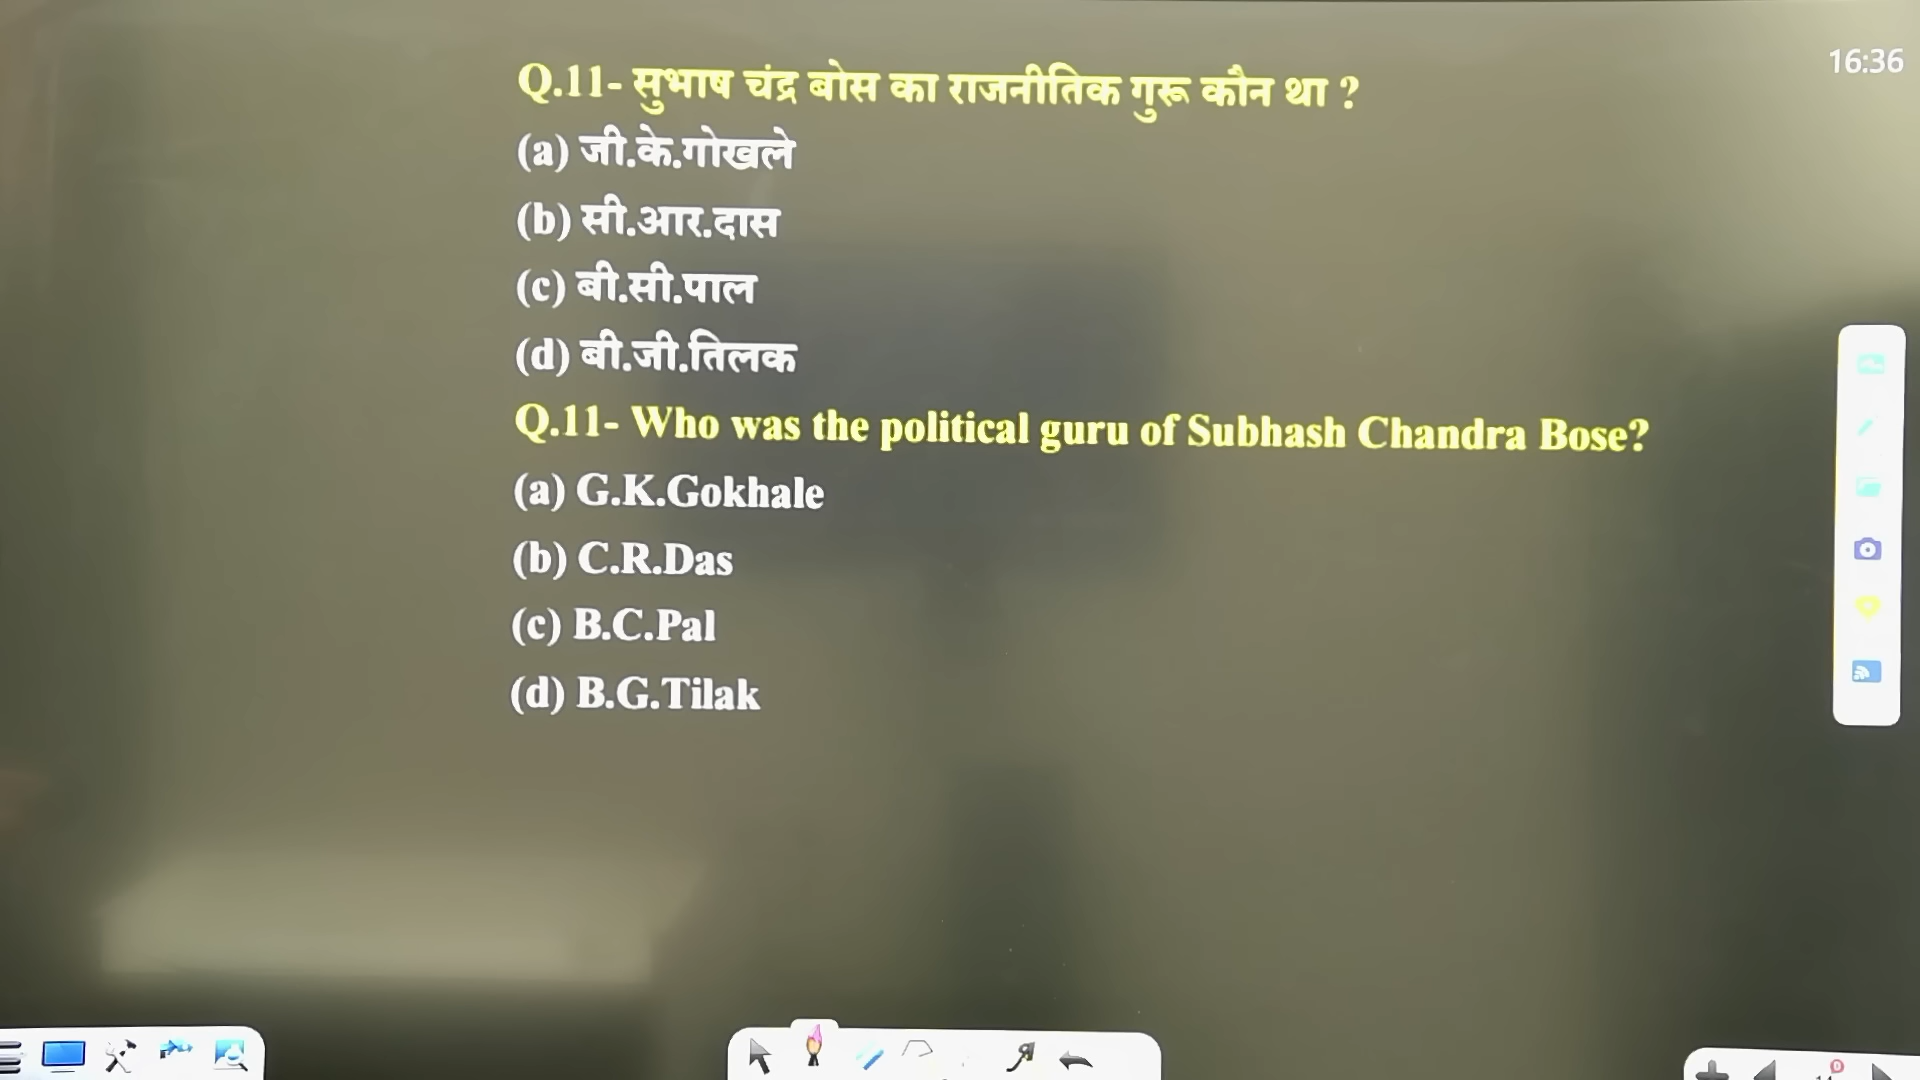 16:36
Q.11- सुभाष चंद्र बोस का राजनीतिक गुरू कौन था ?
(a) जी.के.गोखले
(b) सी.आर.दास
(c) बी.सी.पाल
(d) बी.जी.तिलक
Q.11- Who was the political guru of Subhash Chandra Bose?
(a) G.K.Gokhale
(b) C.R.Das
(c) B.C.Pal
(d) B.G.Tilak